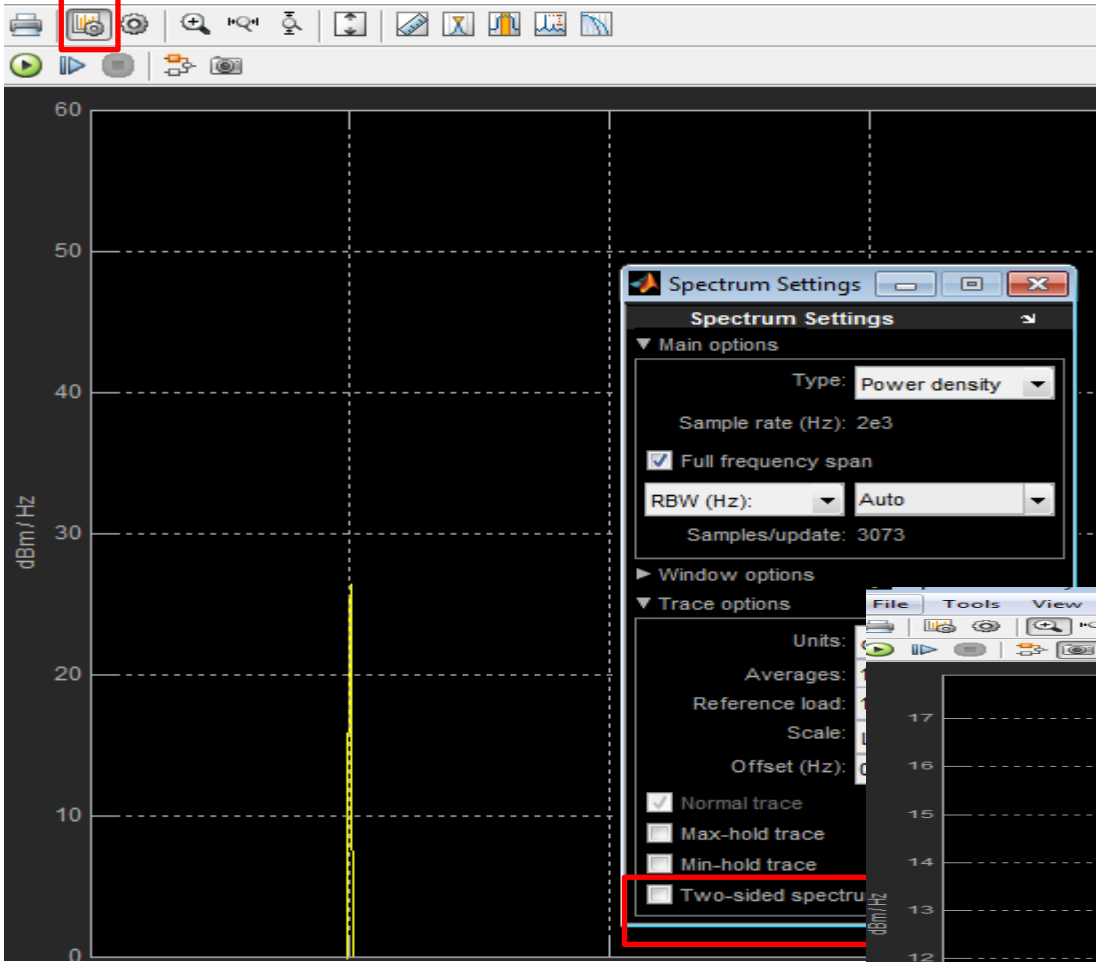 60
50
40
30
20
10
0
dBm/Hz
Spectrum Settings
Spectrum Settings
Main options
Type: Power density
Sample rate (Hz): 2e3
Full frequency span
RBW (Hz): Auto
Samples/update: 3073
Window options
Trace options
Units:
Averages:
Reference load:
Scale:
Offset (Hz):
Normal trace
Max-hold trace
Min-hold trace
Two-sided spectru
File Tools View
17
16
15
14
13
12
dBm/Hz